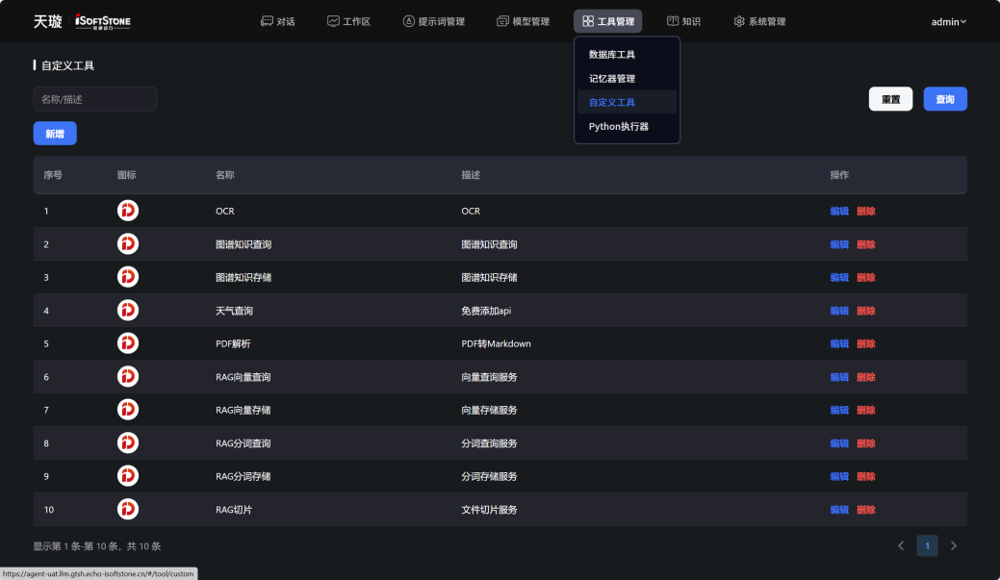 天璇 iSoftStone 软通动力 对话 工作区 提示词管理 模型管理 工具管理 知识 系统管理 admin
数据库工具
记忆器管理
自定义工具
Python执行器
自定义工具
名称/描述 重置 查询
新增
序号 图标 名称 描述 操作
1 OCR OCR 编辑 删除
2 图谱知识查询 图谱知识查询 编辑 删除
3 图谱知识存储 图谱知识存储 编辑 删除
4 天气查询 免费添加api 编辑 删除
5 PDF解析 PDF转Markdown 编辑 删除
6 RAG向量查询 向量查询服务 编辑 删除
7 RAG向量存储 向量存储服务 编辑 删除
8 RAG分词查询 分词查询服务 编辑 删除
9 RAG分词存储 分词存储服务 编辑 删除
10 RAG切片 文件切片服务 编辑 删除
显示第 1 条-第 10 条，共 10 条 1
https://agent-uat.llm.gtsh.echo-isoftstone.cn/#/tool/custom